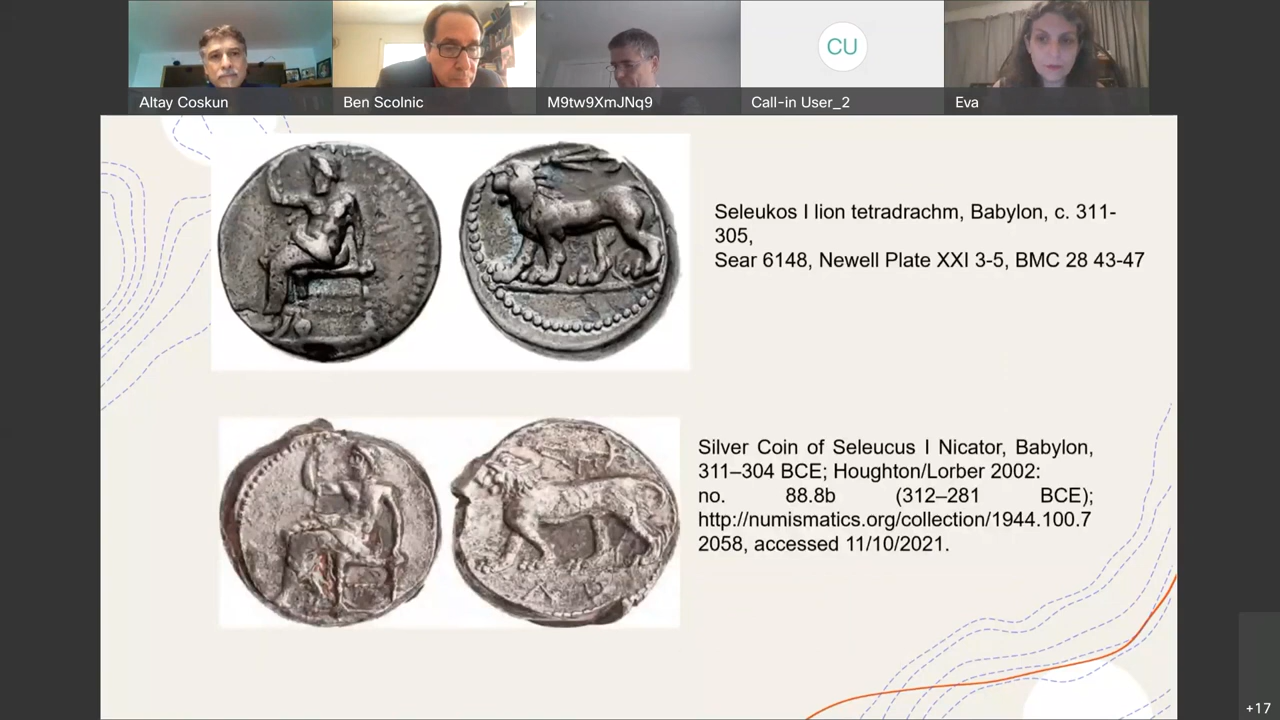 CU
Altay Coskun
Ben Scolnic
M9tw9XmJNq9
Call-in User_2
Eva
Seleukos I lion tetradrachm, Babylon, c. 311-
305,
Sear 6148, Newell Plate XXI 3-5, BMC 28 43-47
Silver Coin of Seleucus I Nicator, Babylon,
311–304 BCE; Houghton/Lorber 2002:
no. 88.8b (312–281 BCE);
http://numismatics.org/collection/1944.100.7
2058, accessed 11/10/2021.
+17